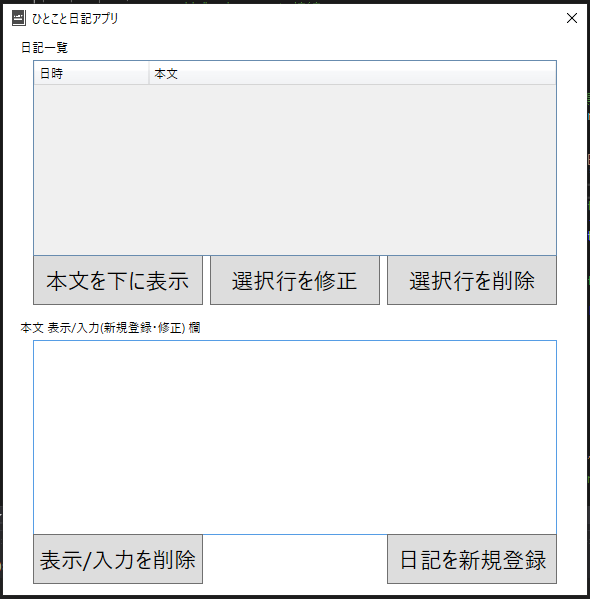 ひとこと日記アプリ
日記一覧
日時 本文
本文を下に表示 選択行を修正 選択行を削除
本文 表示/入力(新規登録・修正) 欄
表示/入力を削除 日記を新規登録